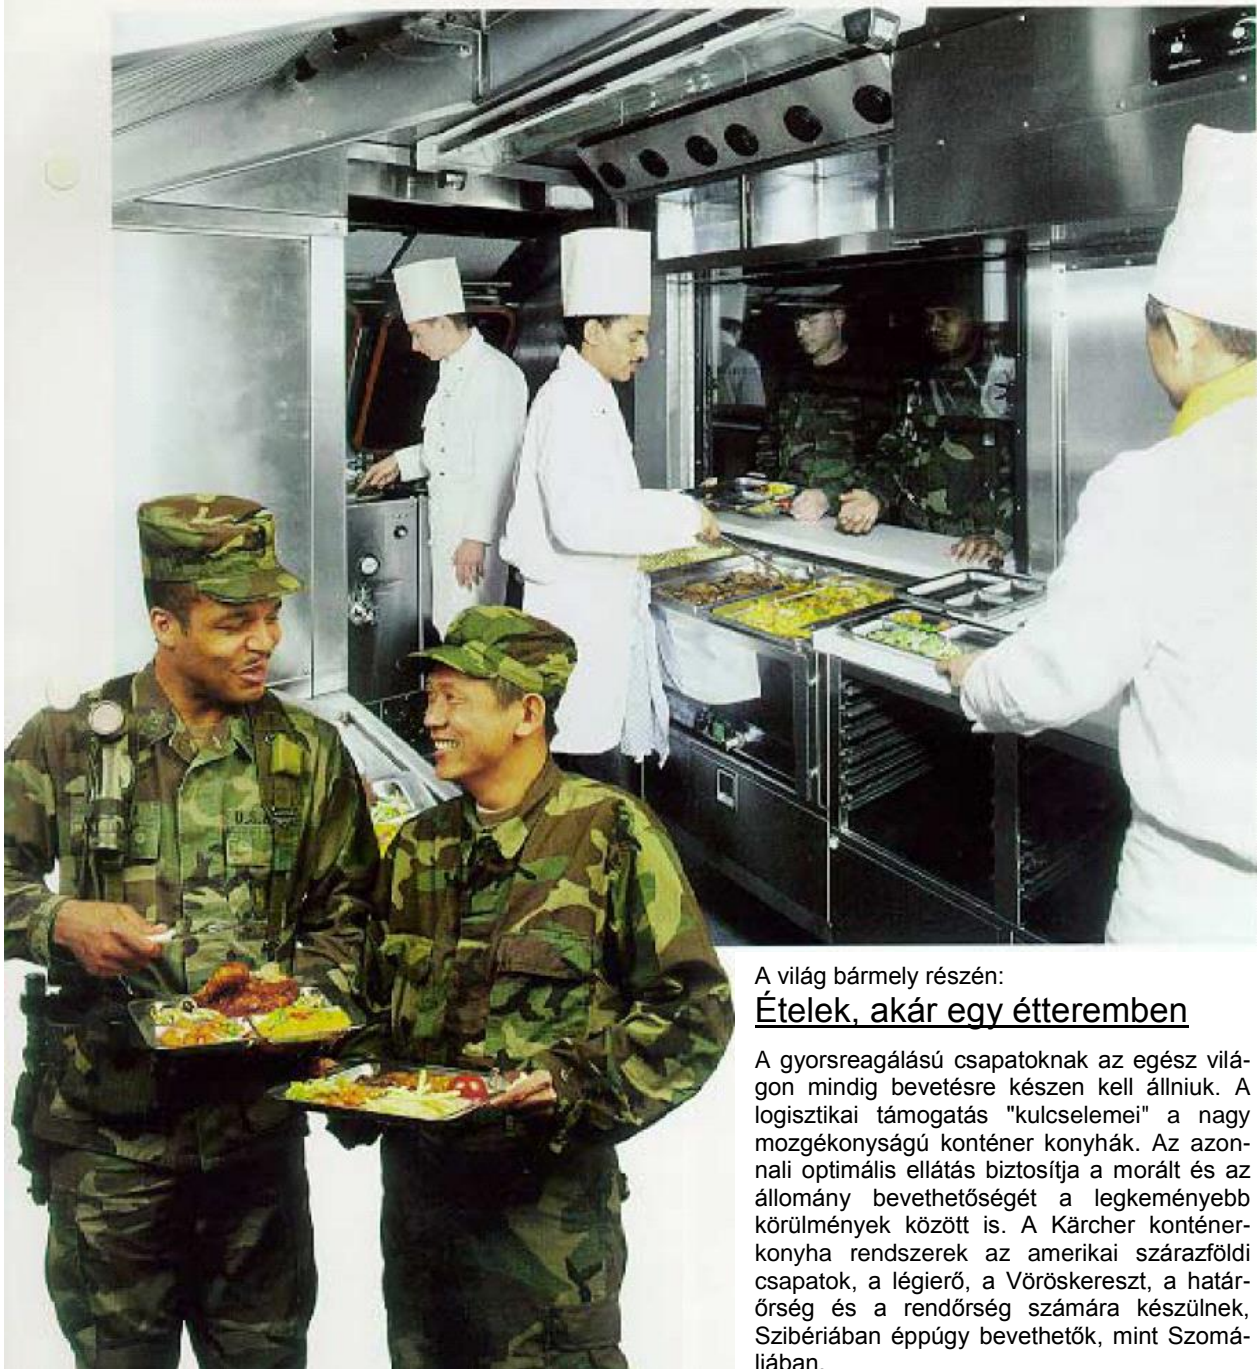 A világ bármely részén:
Ételek, akár egy étteremben
A gyorsreagálású csapatoknak az egész vilá-
gon mindig bevetésre készen kell állniuk. A
logisztikai támogatás "kulcselemei" a nagy
mozgékonyságú konténer konyhák. Az azon-
nali optimális ellátás biztosítja a morált és az
állomány bevethetőségét a legkeményebb
körülmények között is. A Kärcher konténer-
konyha rendszerek az amerikai szárazföldi
csapatok, a légierő, a Vöröskereszt, a határ-
őrség és a rendőrség számára készülnek,
Szibériában éppúgy bevethetők, mint Szomá-
liában.
U.S.